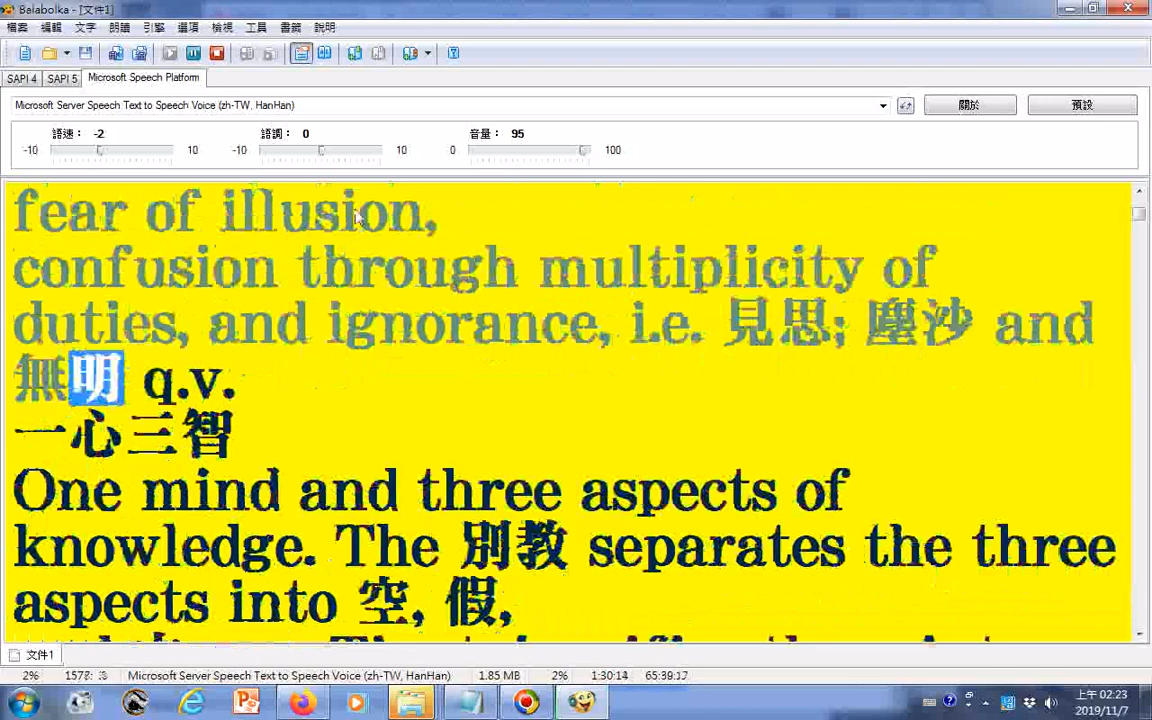 Balabolka - [文件1]
檔案 編輯 文字 朗讀 引擎 選項 檢視 工具 書籤 說明
SAPI 4 SAPI 5 Microsoft Speech Platform
Microsoft Server Speech Text to Speech Voice (zh-TW, HanHan) 關於 預設
語速: -2 語調: 0 音量: 95
-10 10 -10 10 0 100
fear of illusion,
confusion through multiplicity of
duties, and ignorance, i.e. 見思; 塵沙 and
無明 q.v.
一心三智
One mind and three aspects of
knowledge. The 別教 separates the three
aspects into 空, 假,
文件1
2% Microsoft Server Speech Text to Speech Voice (zh-TW, HanHan) 1.85 MB 2% 1:30:14
上午 02:23
2019/11/7